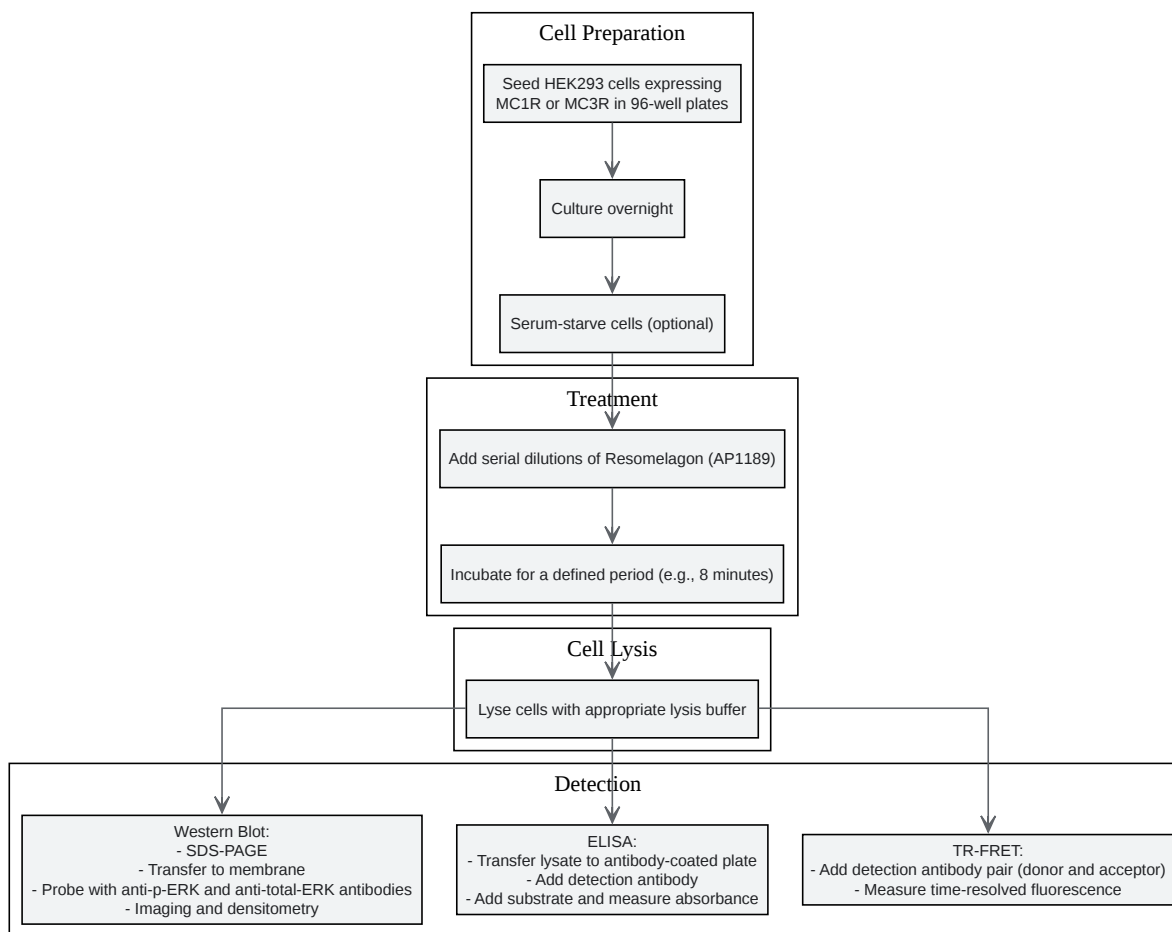 Cell Preparation
Seed HEK293 cells expressing
MC1R or MC3R in 96-well plates
Culture overnight
Serum-starve cells (optional)
Treatment
Add serial dilutions of Resomelagon (AP1189)
Incubate for a defined period (e.g., 8 minutes)
Cell Lysis
Lyse cells with appropriate lysis buffer
Detection
Western Blot:
- SDS-PAGE
- Transfer to membrane
- Probe with anti-p-ERK and anti-total-ERK antibodies
- Imaging and densitometry
ELISA:
- Transfer lysate to antibody-coated plate
- Add detection antibody
- Add substrate and measure absorbance
TR-FRET:
- Add detection antibody pair (donor and acceptor)
- Measure time-resolved fluorescence